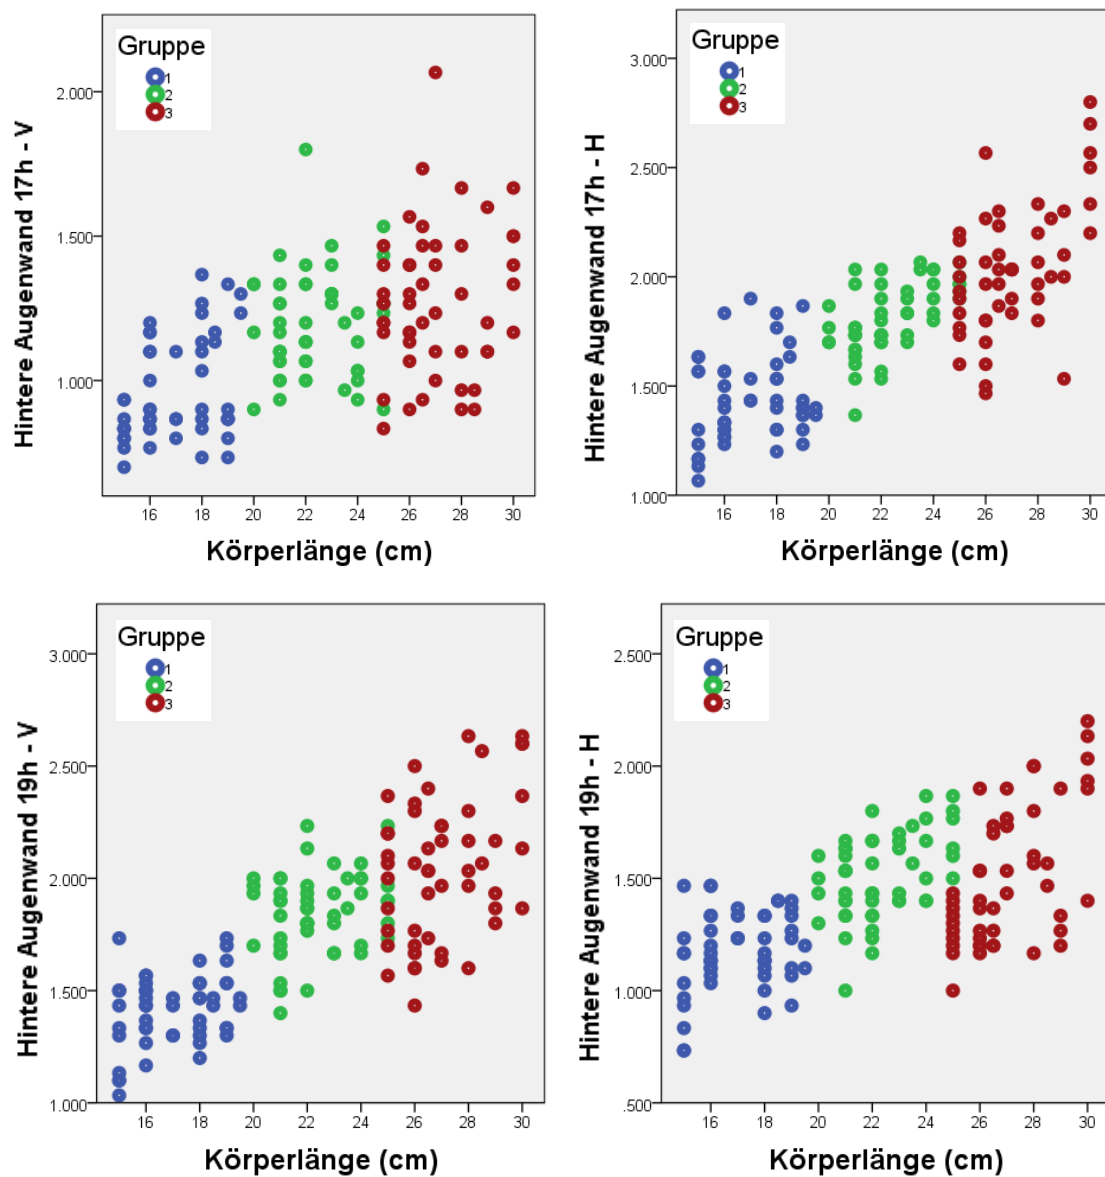 Gruppe
1
2
3
Hintere Augenwand 17h - V
2.000
1.500
1.000
16 18 20 22 24 26 28 30
Körperlänge (cm)
Gruppe
1
2
3
Hintere Augenwand 17h - H
3.000
2.500
2.000
1.500
1.000
16 18 20 22 24 26 28 30
Körperlänge (cm)
Gruppe
1
2
3
Hintere Augenwand 19h - V
3.000
2.500
2.000
1.500
1.000
16 18 20 22 24 26 28 30
Körperlänge (cm)
Gruppe
1
2
3
Hintere Augenwand 19h - H
2.500
2.000
1.500
1.000
.500
16 18 20 22 24 26 28 30
Körperlänge (cm)